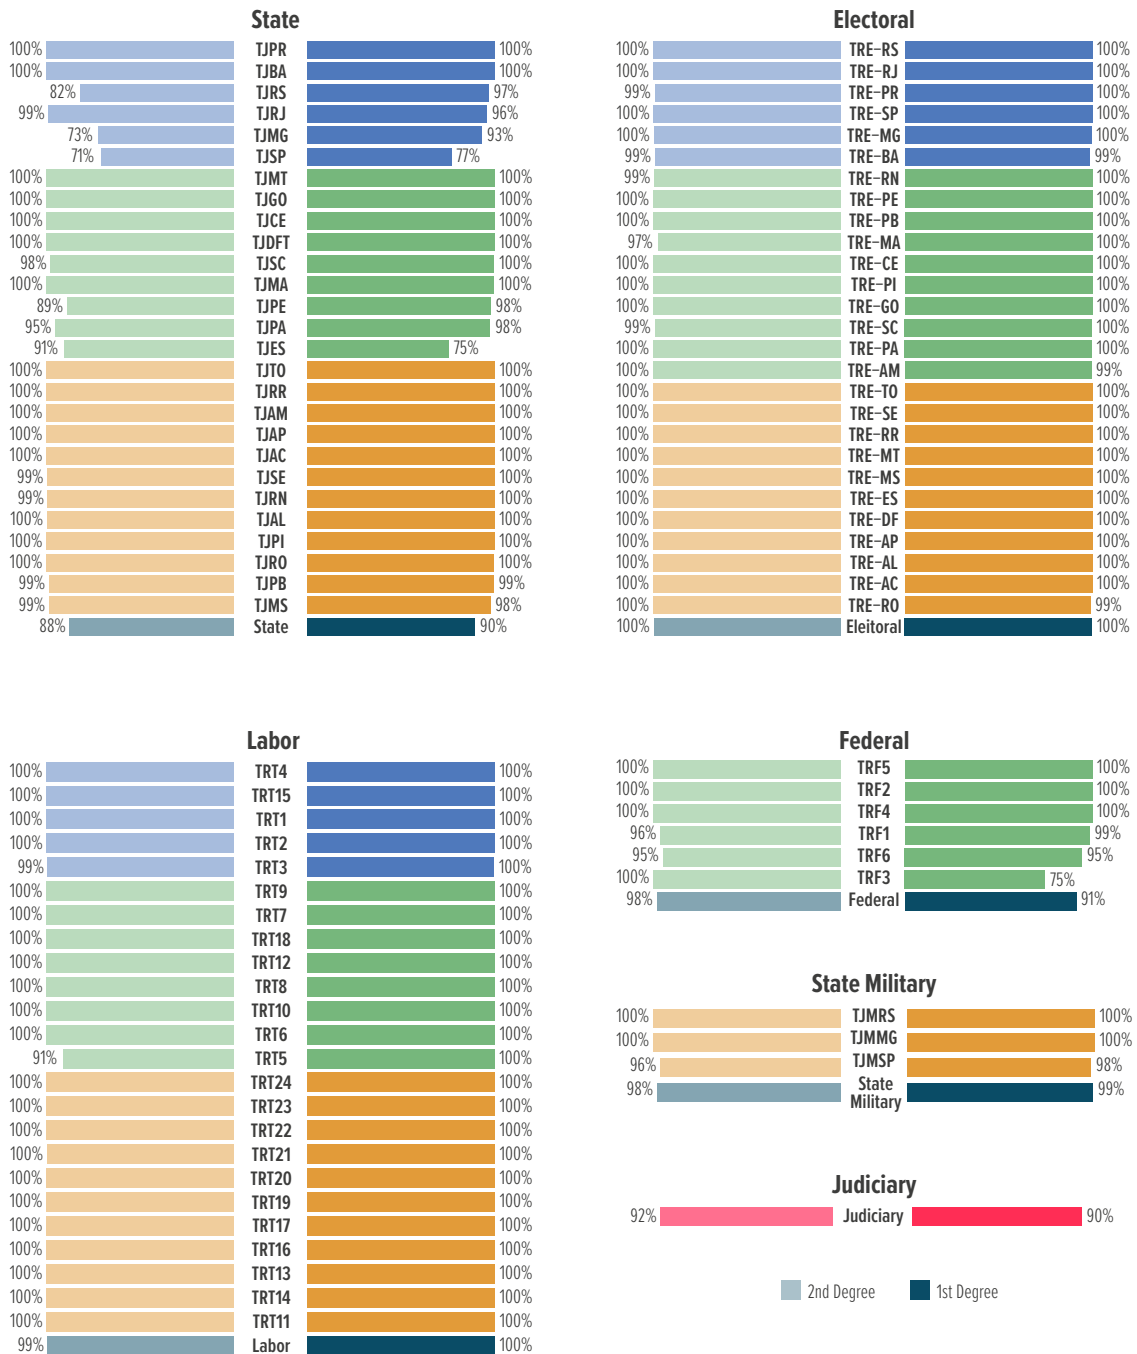 State
100% TJPR 100%
100% TJBA 100%
82% TJRS 97%
99% TJRJ 96%
73% TJMG 93%
71% TJSP 77%
100% TJMT 100%
100% TJGO 100%
100% TJCE 100%
100% TJDFT 100%
98% TJSC 100%
100% TJMA 100%
89% TJPE 98%
95% TJPA 98%
91% TJES 75%
100% TJTO 100%
100% TJRR 100%
100% TJAM 100%
100% TJAP 100%
100% TJAC 100%
99% TJSE 100%
99% TJRN 100%
100% TJAL 100%
100% TJPI 100%
100% TJRO 100%
99% TJPB 99%
99% TJMS 98%
88% State 90%
Electoral
100% TRE-RS 100%
100% TRE-RJ 100%
99% TRE-PR 100%
100% TRE-SP 100%
100% TRE-MG 100%
99% TRE-BA 99%
99% TRE-RN 100%
100% TRE-PE 100%
100% TRE-PB 100%
97% TRE-MA 100%
100% TRE-CE 100%
100% TRE-PI 100%
100% TRE-GO 100%
99% TRE-SC 100%
100% TRE-PA 100%
100% TRE-AM 99%
100% TRE-TO 100%
100% TRE-SE 100%
100% TRE-RR 100%
100% TRE-MT 100%
100% TRE-MS 100%
100% TRE-ES 100%
100% TRE-DF 100%
100% TRE-AP 100%
100% TRE-AL 100%
100% TRE-AC 100%
100% TRE-RO 99%
100% Eleitoral 100%
Labor
100% TRT4 100%
100% TRT15 100%
100% TRT1 100%
100% TRT2 100%
99% TRT3 100%
100% TRT9 100%
100% TRT7 100%
100% TRT18 100%
100% TRT12 100%
100% TRT8 100%
100% TRT10 100%
100% TRT6 100%
91% TRT5 100%
100% TRT24 100%
100% TRT23 100%
100% TRT22 100%
100% TRT21 100%
100% TRT20 100%
100% TRT19 100%
100% TRT17 100%
100% TRT16 100%
100% TRT13 100%
100% TRT14 100%
100% TRT11 100%
99% Labor 100%
Federal
100% TRF5 100%
100% TRF2 100%
100% TRF4 100%
96% TRF1 99%
95% TRF6 95%
100% TRF3 75%
98% Federal 91%
State Military
100% TJMRS 100%
100% TJMMG 100%
96% TJMSP 98%
98% State 99%
Military
Judiciary
92% Judiciary 90%
2nd Degree 1st Degree